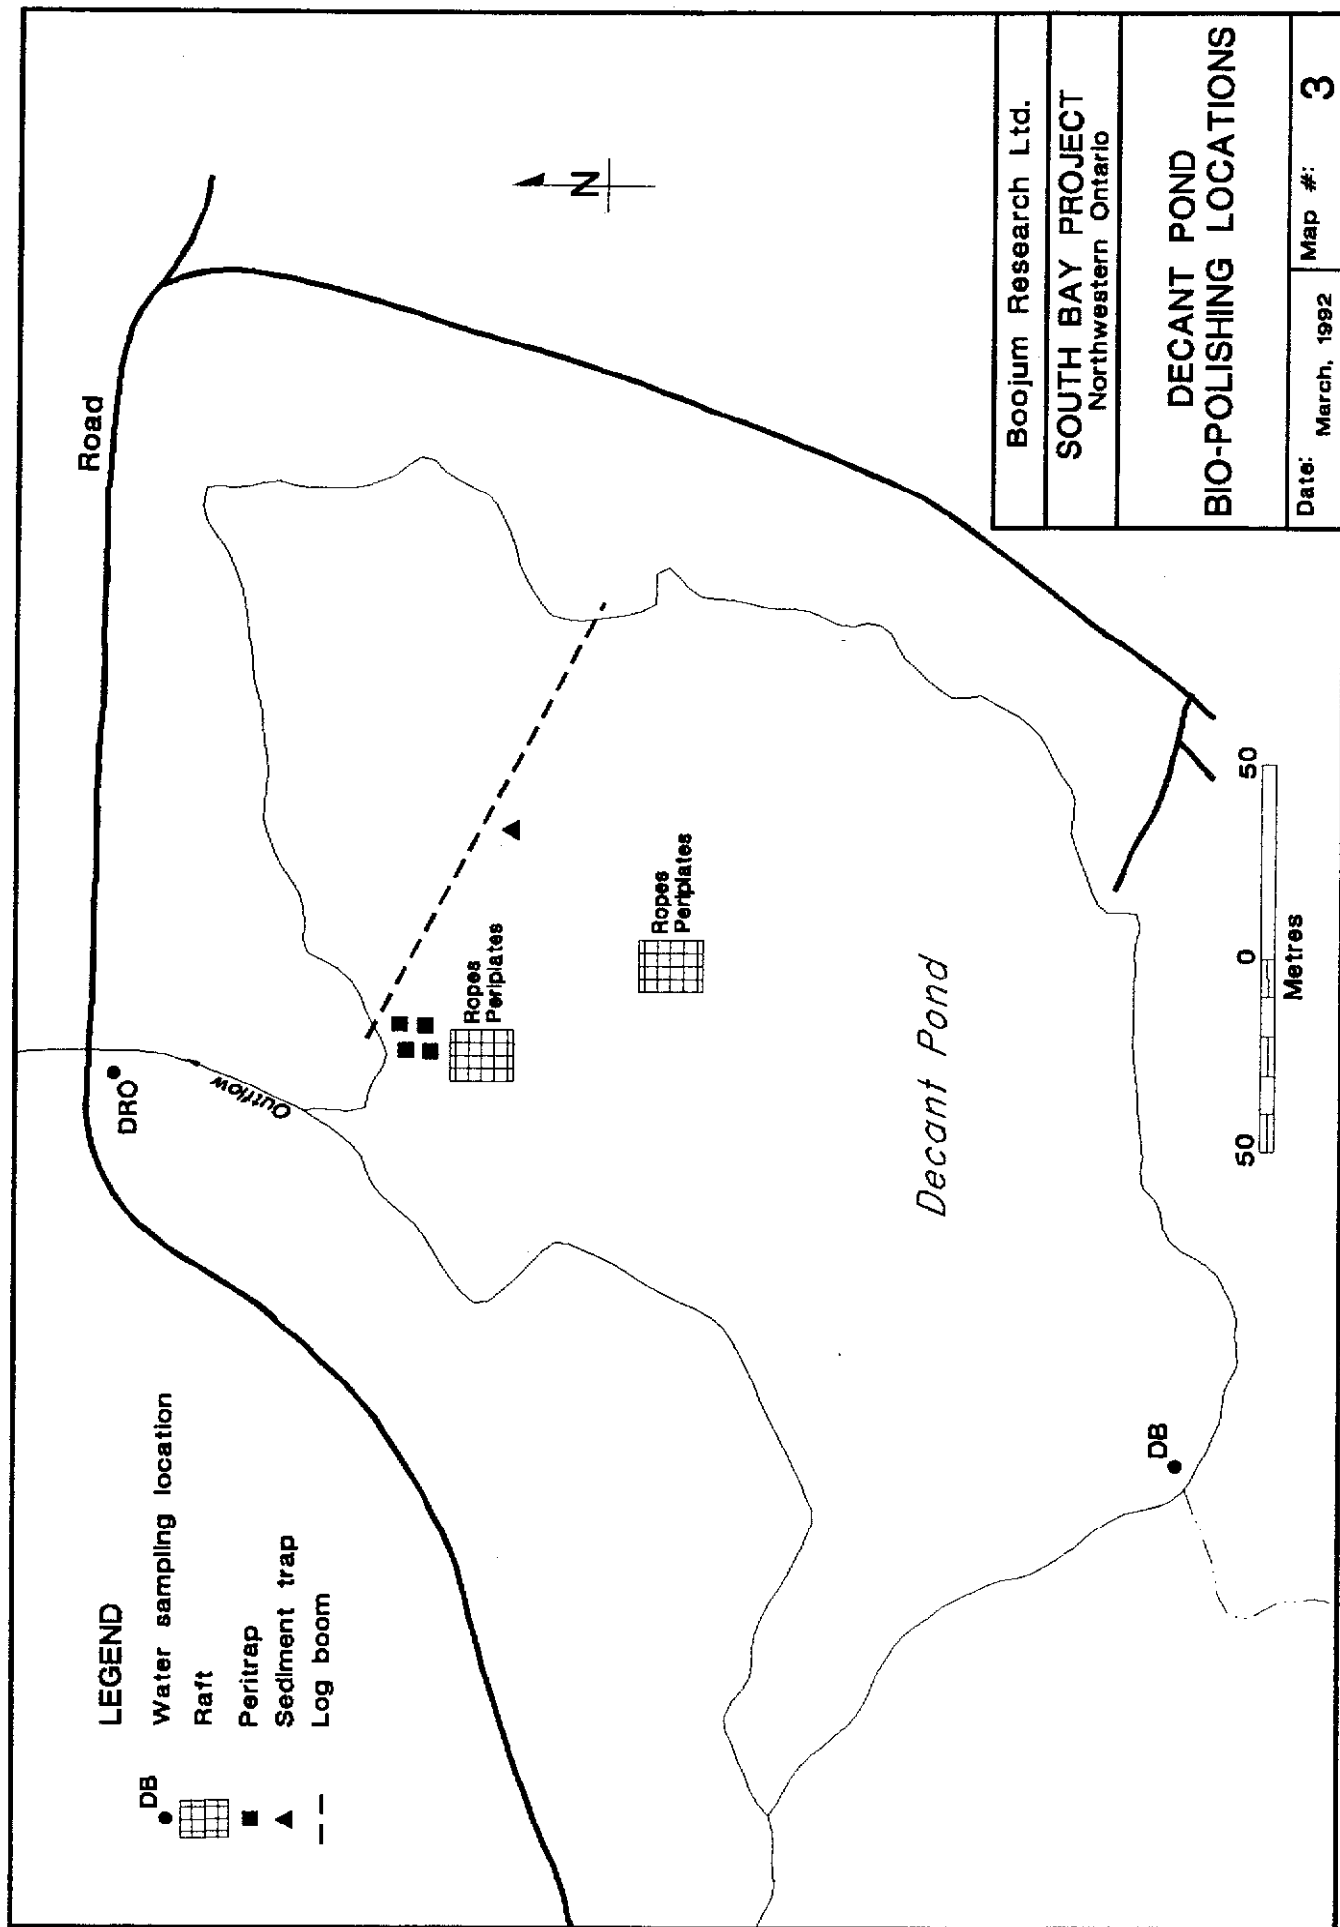 LEGEND
DB
Water sampling location
Raft
Peritrap
Sediment trap
Log boom
Road
DRO
Outflow
Ropes
Periplates
Ropes
Periplates
N
Decant Pond
DB
50 0 50
Metres
Boojum Research Ltd.
SOUTH BAY PROJECT
Northwestern Ontario
DECANT POND
BIO-POLISHING LOCATIONS
Date: March, 1992
Map #: 3